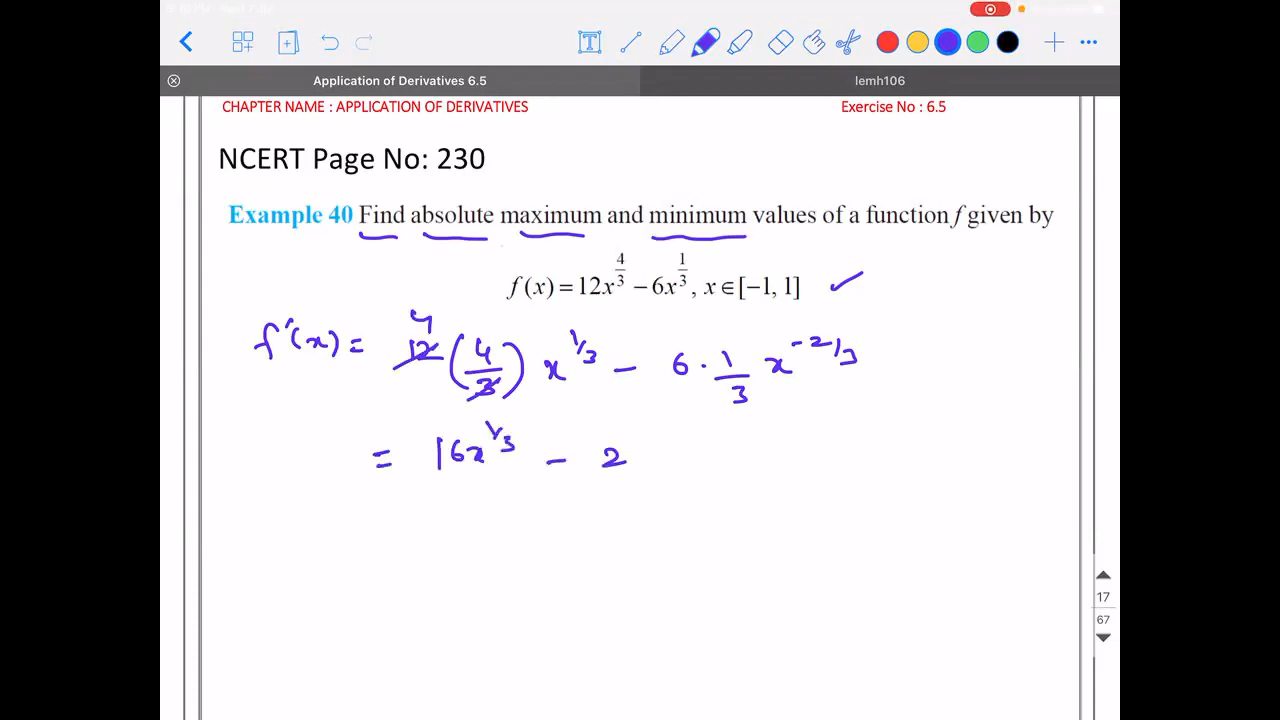 Application of Derivatives 6.5
lemh106
CHAPTER NAME : APPLICATION OF DERIVATIVES Exercise No : 6.5
NCERT Page No: 230
Example 40 Find absolute maximum and minimum values of a function f given by
f(x) = 12x^{4/3} − 6x^{1/3}, x ∈ [−1, 1] ✓
f'(x) = 4 12 (4/3) x^{1/3} − 6 · 1/3 x^{-2/3}
= 16x^{1/3} − 2
17
67